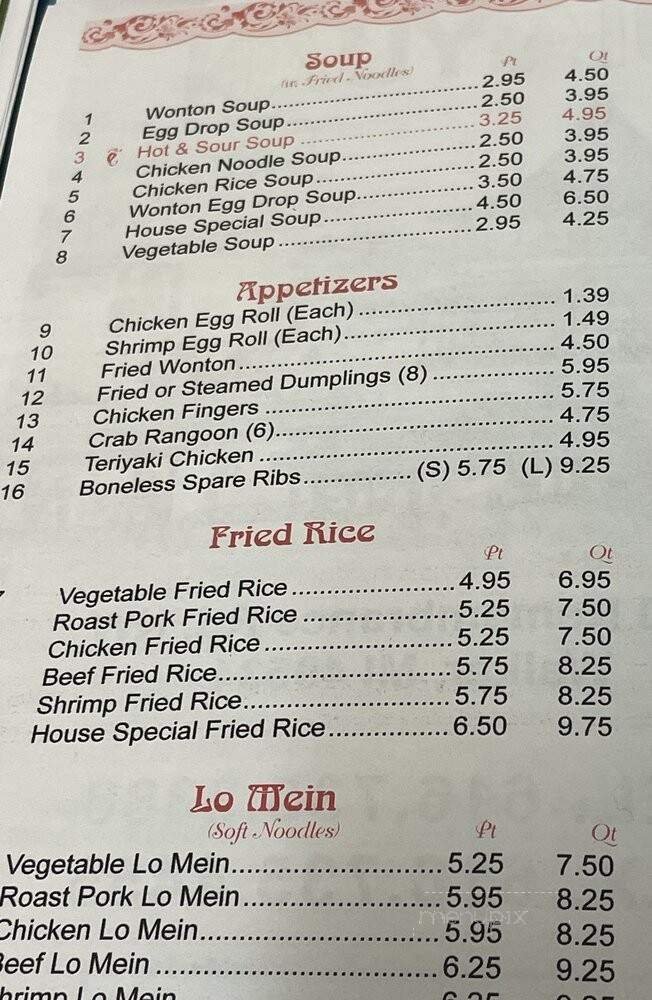 Soup
(w. Fried Noodles) Pt Qt
1 Wonton Soup 2.95 4.50
2 Egg Drop Soup 2.50 3.95
3 Hot & Sour Soup 3.25 4.95
4 Chicken Noodle Soup 2.50 3.95
5 Chicken Rice Soup 2.50 3.95
6 Wonton Egg Drop Soup 3.50 4.75
7 House Special Soup 4.50 6.50
8 Vegetable Soup 2.95 4.25
Appetizers
9 Chicken Egg Roll (Each) 1.39
10 Shrimp Egg Roll (Each) 1.49
11 Fried Wonton 4.50
12 Fried or Steamed Dumplings (8) 5.95
13 Chicken Fingers 5.75
14 Crab Rangoon (6) 4.75
15 Teriyaki Chicken 4.95
16 Boneless Spare Ribs (S) 5.75 (L) 9.25
Fried Rice
Pt Qt
Vegetable Fried Rice 4.95 6.95
Roast Pork Fried Rice 5.25 7.50
Chicken Fried Rice 5.25 7.50
Beef Fried Rice 5.75 8.25
Shrimp Fried Rice 5.75 8.25
House Special Fried Rice 6.50 9.75
Lo Mein
(Soft Noodles) Pt Qt
Vegetable Lo Mein 5.25 7.50
Roast Pork Lo Mein 5.95 8.25
Chicken Lo Mein 5.95 8.25
Beef Lo Mein 6.25 9.25
Lo Mein 6.25